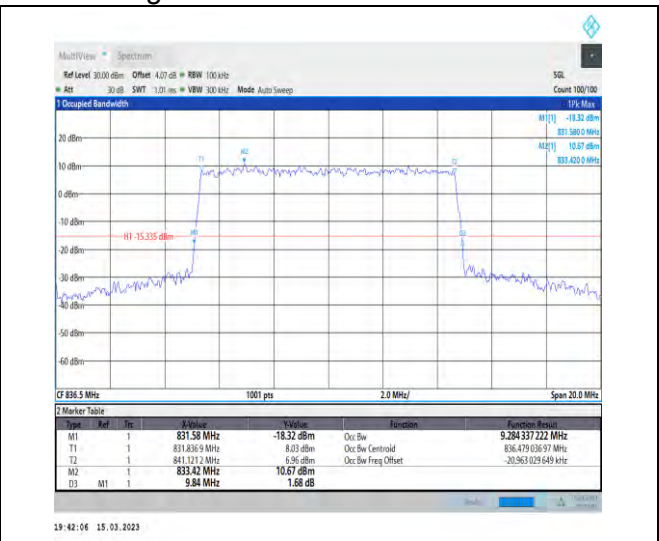 MultiView Spectrum
Ref Level 30.00 dBm Offset 4.07 dB RBW 100 kHz SGL
Att 30 dB SWT 1.01 ms VBW 300 kHz Mode Auto Sweep Count 100/100
1 Occupied Bandwidth 1Pk Max
M1[1] -18.32 dBm
831.580 0 MHz
M2[1] 10.67 dBm
833.420 0 MHz
20 dBm
M2
T1
T2
10 dBm
0 dBm
-10 dBm
H1 -15.335 dBm
M1
D3
-20 dBm
-30 dBm
-40 dBm
-50 dBm
-60 dBm
CF 836.5 MHz 1001 pts 2.0 MHz/ Span 20.0 MHz
2 Marker Table
Type Ref Trc X-Value Y-Value Function Function Result
M1 1 831.58 MHz -18.32 dBm Occ Bw 9.284 337 222 MHz
T1 1 831.836 9 MHz 8.03 dBm Occ Bw Centroid 836.479 036 97 MHz
T2 1 841.121 2 MHz 6.96 dBm Occ Bw Freq Offset -20.963 029 649 kHz
M2 1 833.42 MHz 10.67 dBm
D3 M1 1 9.84 MHz 1.68 dB
19:42:06 15.03.2023